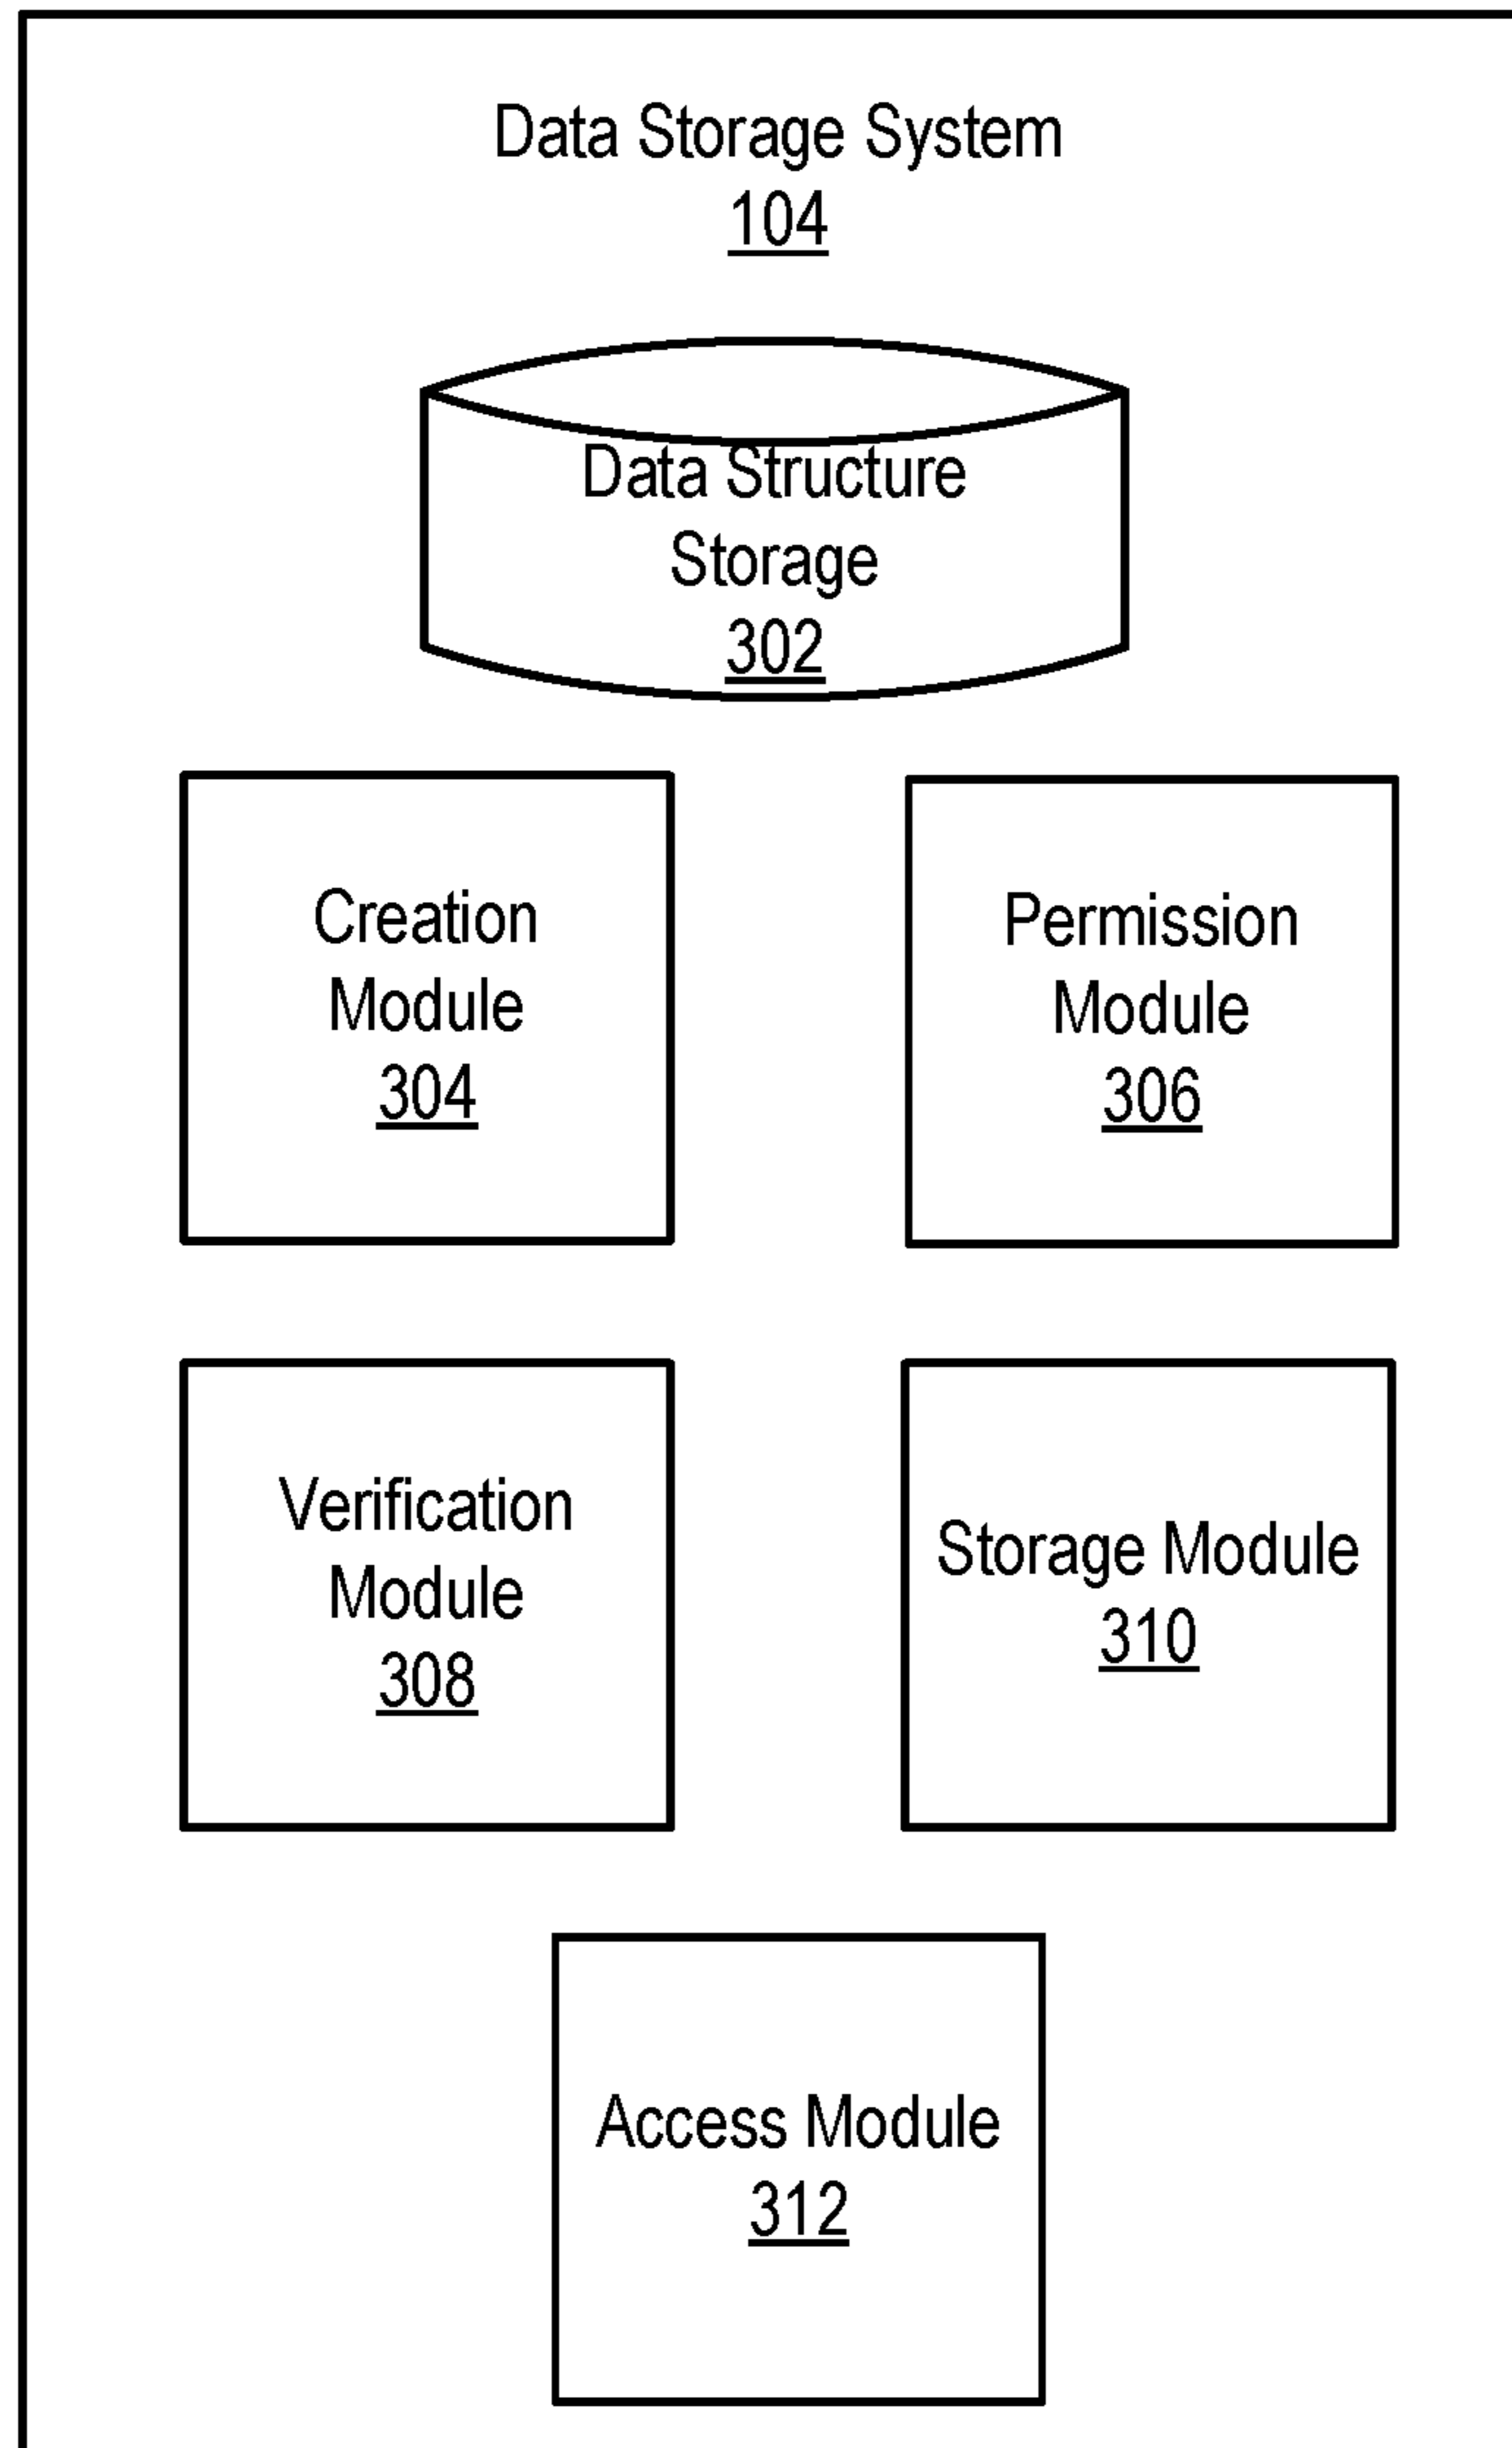 Data Storage System
104
Data Structure
Storage
302
Creation
Module
304
Permission
Module
306
Verification
Module
308
Storage Module
310
Access Module
312